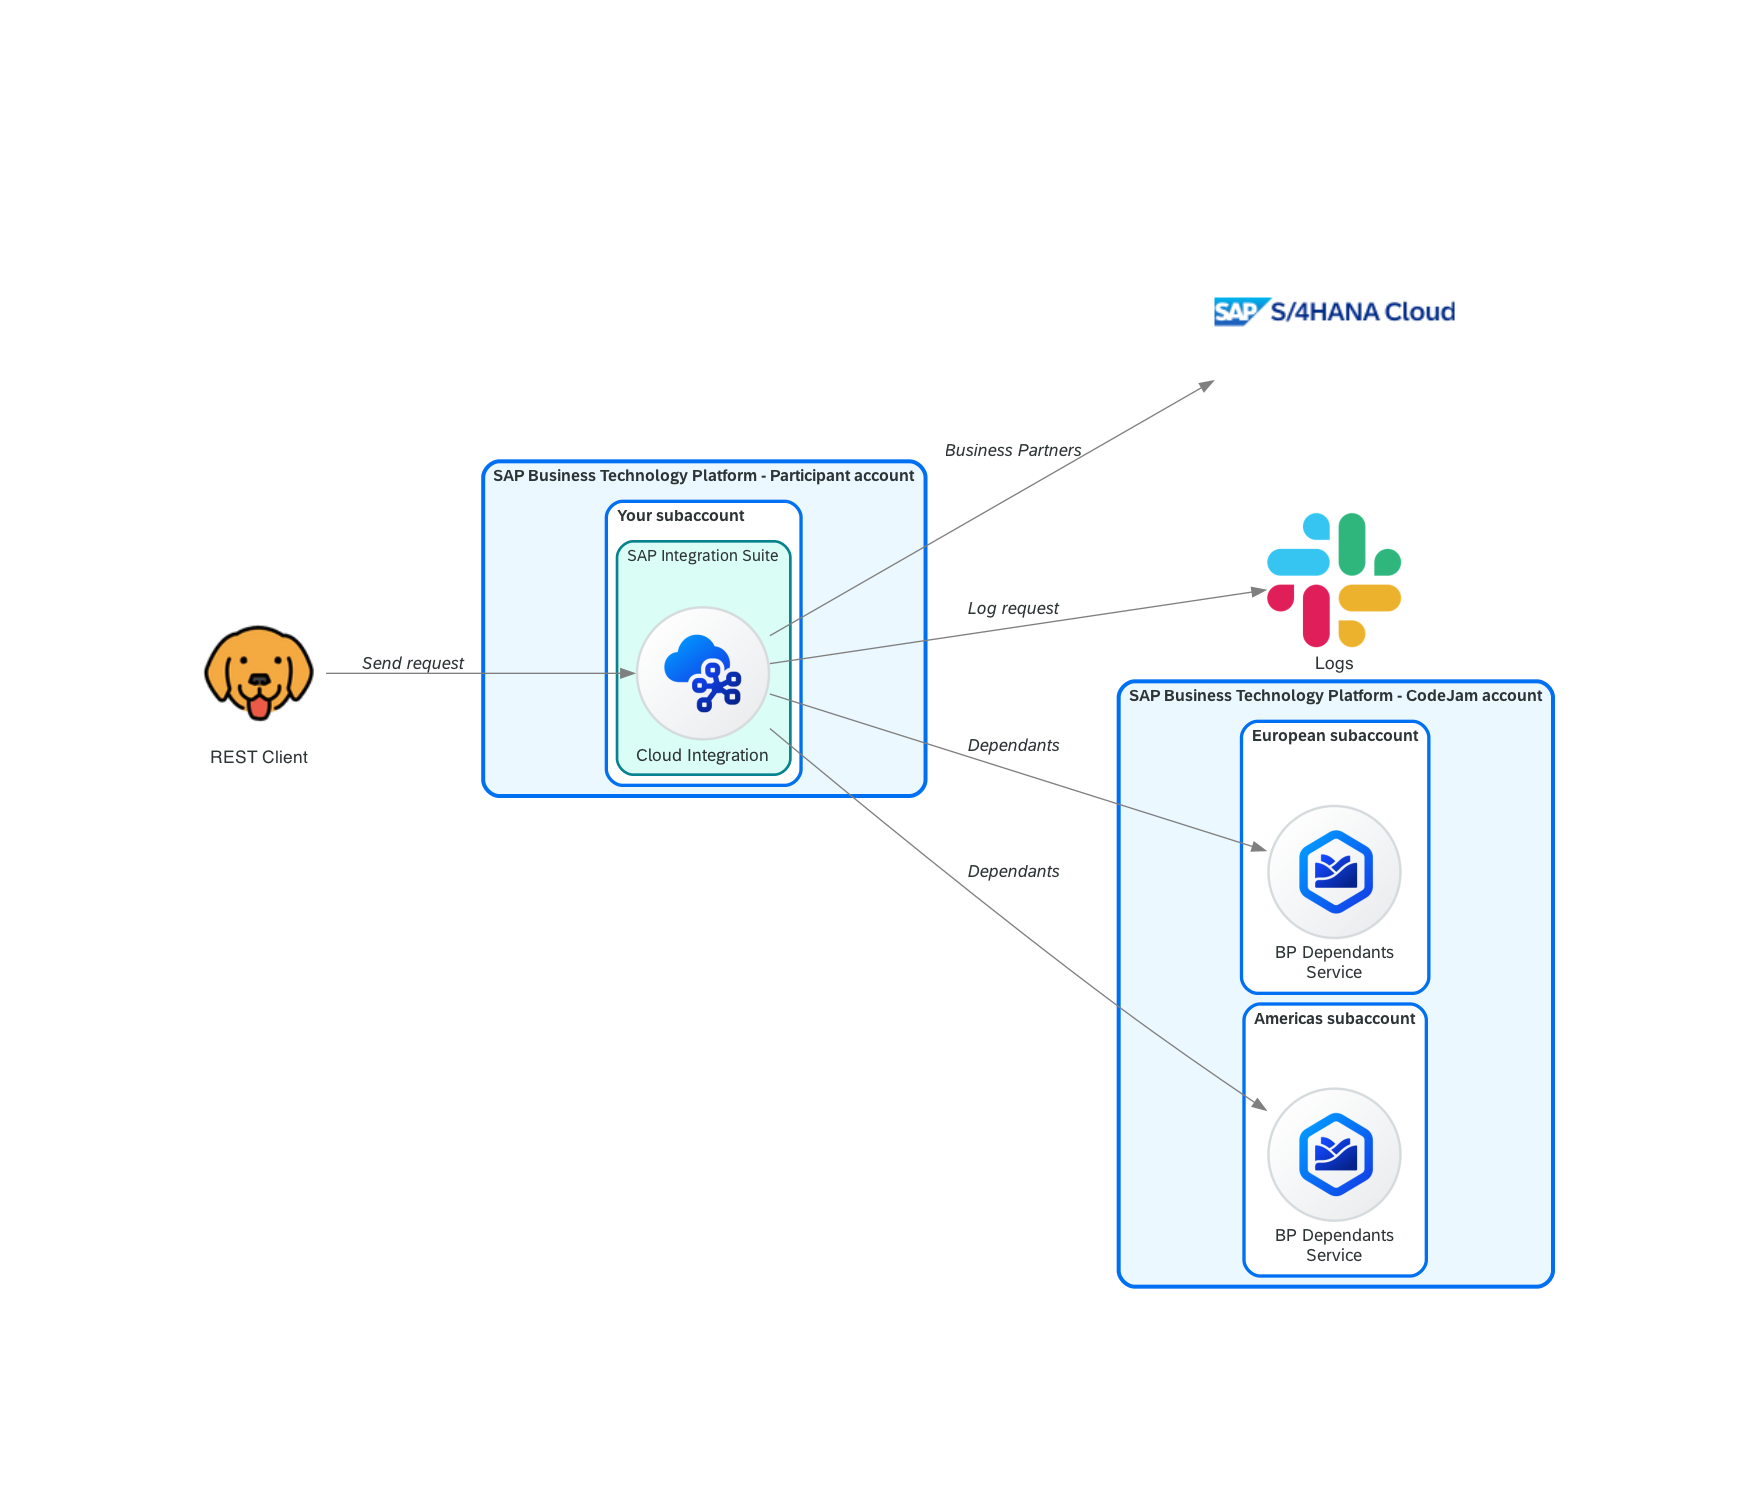 SAP S/4HANA Cloud
Business Partners
SAP Business Technology Platform - Participant account
Your subaccount
SAP Integration Suite
Log request
Send request
Logs
SAP Business Technology Platform - CodeJam account
European subaccount
Dependants
REST Client
Cloud Integration
Dependants
BP Dependants
Service
Americas subaccount
BP Dependants
Service